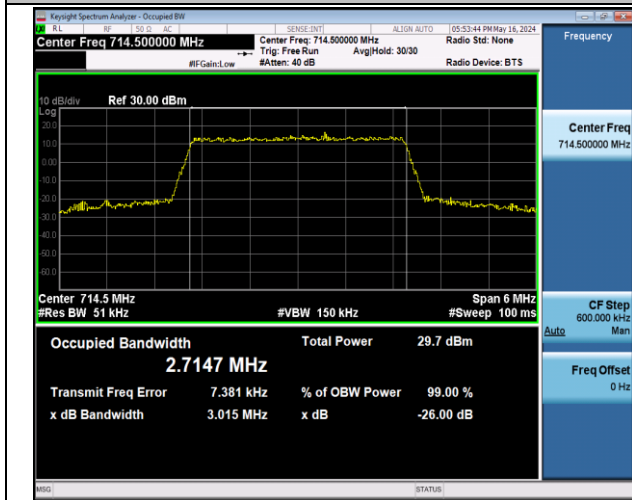 Keysight Spectrum Analyzer - Occupied BW
RL RF 50 Ω AC SENSE:INT ALIGN AUTO 05:53:44 PM May 16, 2024
Center Freq 714.500000 MHz Center Freq: 714.500000 MHz Radio Std: None Frequency
Trig: Free Run Avg|Hold: 30/30
#IFGain:Low #Atten: 40 dB Radio Device: BTS
10 dB/div Ref 30.00 dBm
Log
20.0
10.0
0.00
-10.0
-20.0
-30.0
-40.0
-50.0
-60.0
Center Freq
714.500000 MHz
Center 714.5 MHz Span 6 MHz
#Res BW 51 kHz #VBW 150 kHz #Sweep 100 ms
CF Step
600.000 kHz
Auto Man
Occupied Bandwidth Total Power 29.7 dBm
2.7147 MHz
Transmit Freq Error 7.381 kHz % of OBW Power 99.00 %
x dB Bandwidth 3.015 MHz x dB -26.00 dB
Freq Offset
0 Hz
MSG STATUS